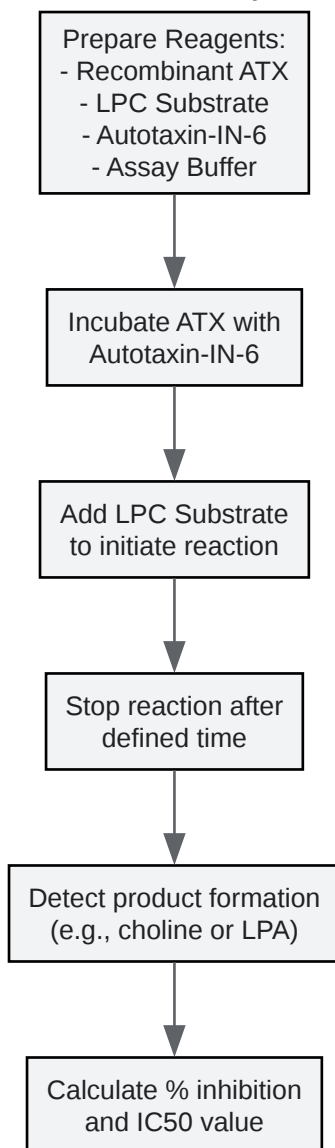 Prepare Reagents:
- Recombinant ATX
- LPC Substrate
- Autotaxin-IN-6
- Assay Buffer
Incubate ATX with
Autotaxin-IN-6
Add LPC Substrate
to initiate reaction
Stop reaction after
defined time
Detect product formation
(e.g., choline or LPA)
Calculate % inhibition
and IC50 value